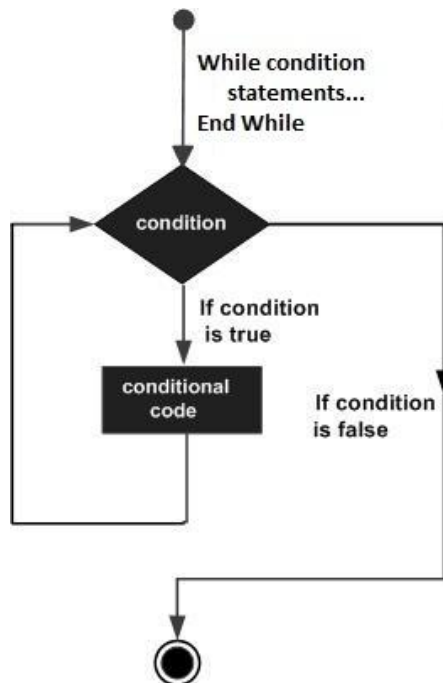 While condition
statements...
End While
condition
If condition
is true
conditional
code
If condition
is false